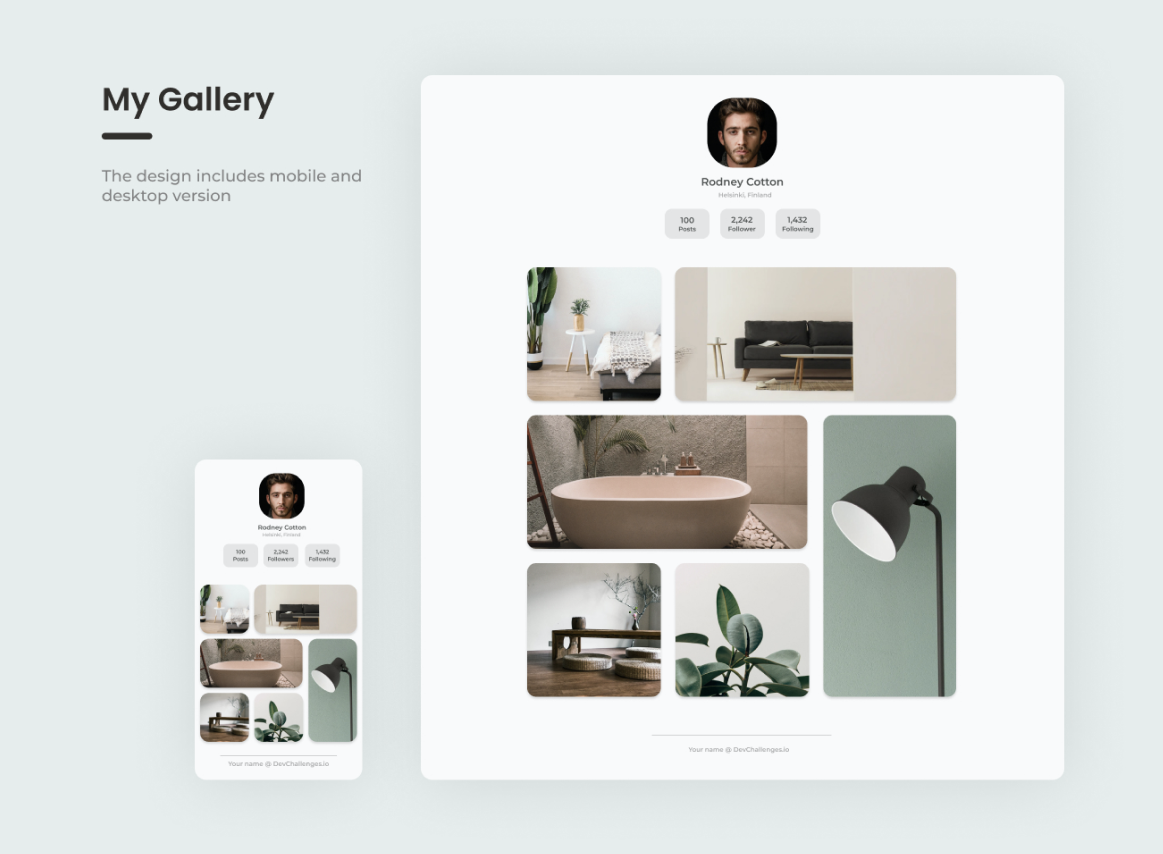 My Gallery
The design includes mobile and
desktop version
Rodney Cotton
Helsinki, Finland
100 2,242 1,432
Posts Follower Following
Your name @ DevChallenges.io
Rodney Cotton
Helsinki, Finland
100 2,242 1,432
Posts Followers Following
Your name @ DevChallenges.io